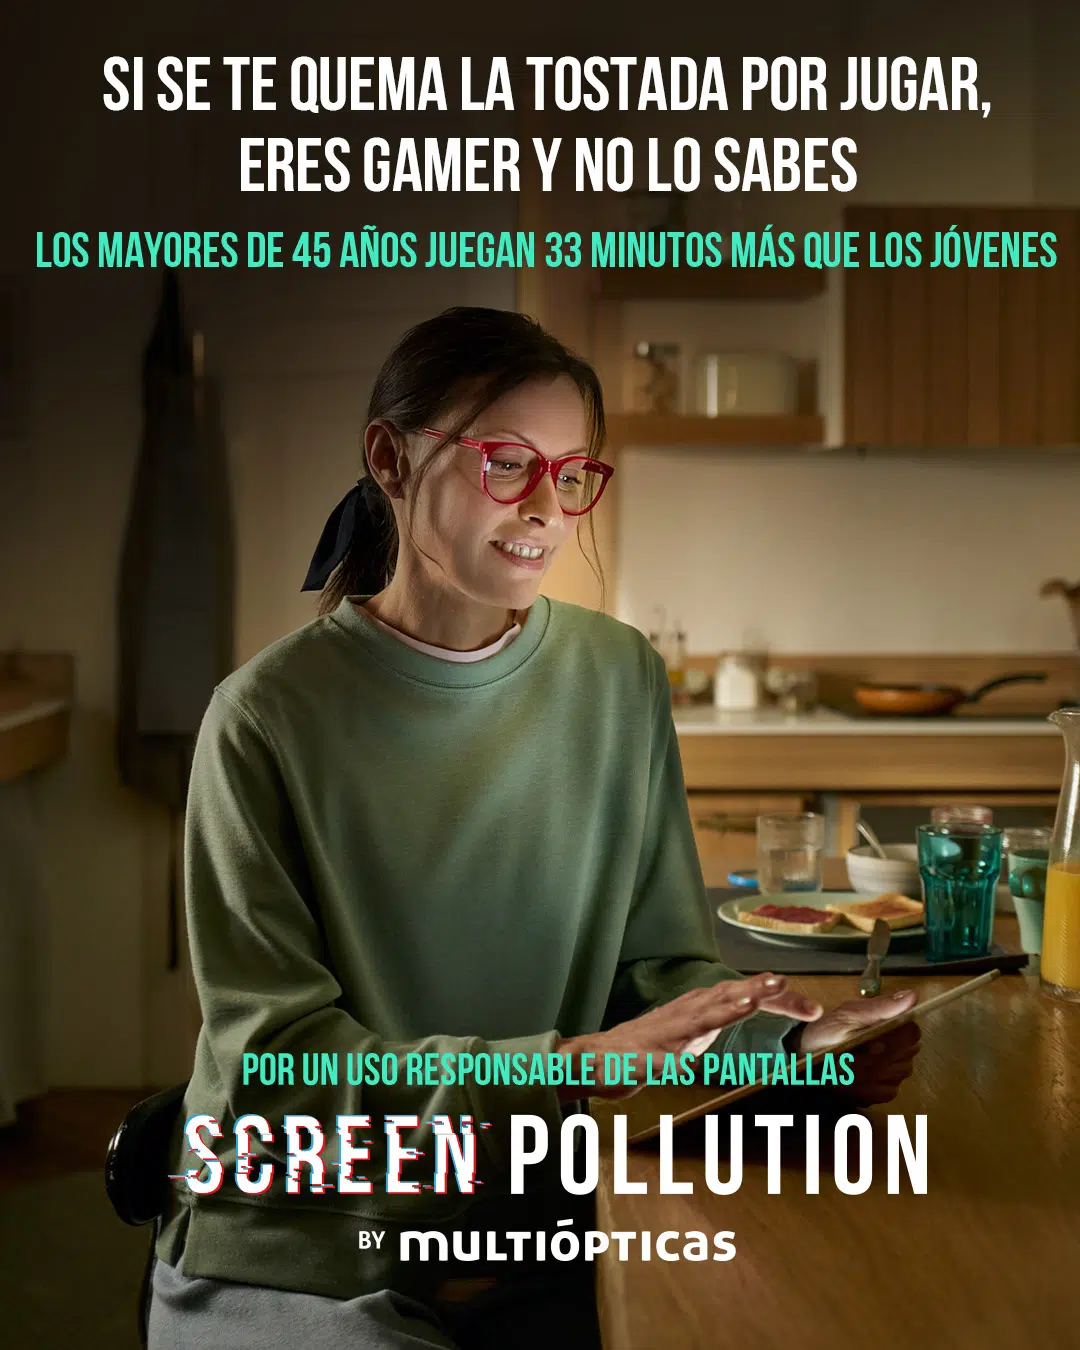 SI SE TE QUEMA LA TOSTADA POR JUGAR,
ERES GAMER Y NO LO SABES
LOS MAYORES DE 45 AÑOS JUEGAN 33 MINUTOS MÁS QUE LOS JÓVENES
POR UN USO RESPONSABLE DE LAS PANTALLAS
SCREEN POLLUTION
BY MULTIÓPTICAS